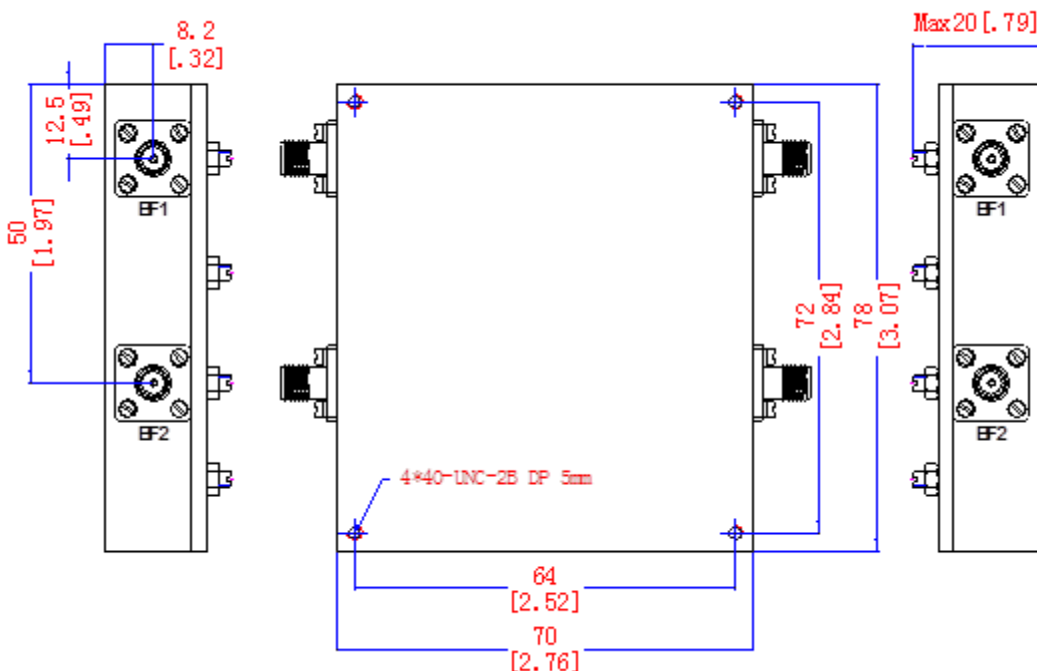 8.2
[.32]
12.5
[.49]
50
[1.97]
BF1
BF2
4*40-UNC-2B DP 5mm
64
[2.52]
70
[2.76]
72
[2.84]
78
[3.07]
Max20[.79]
BF1
BF2